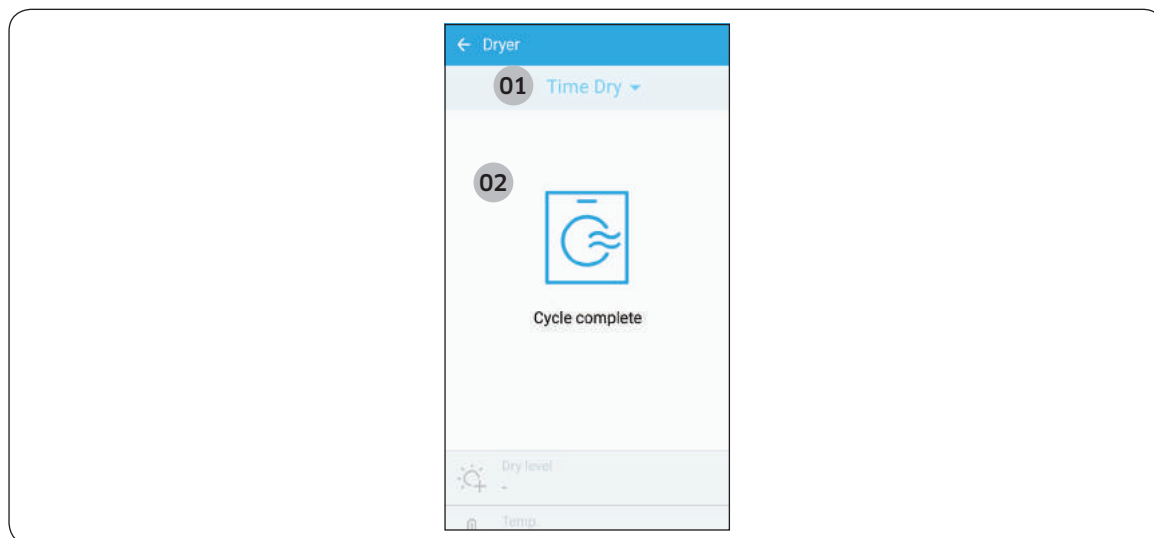 ← Dryer
01 Time Dry
02
Cycle complete
Dry level
-
Temp.